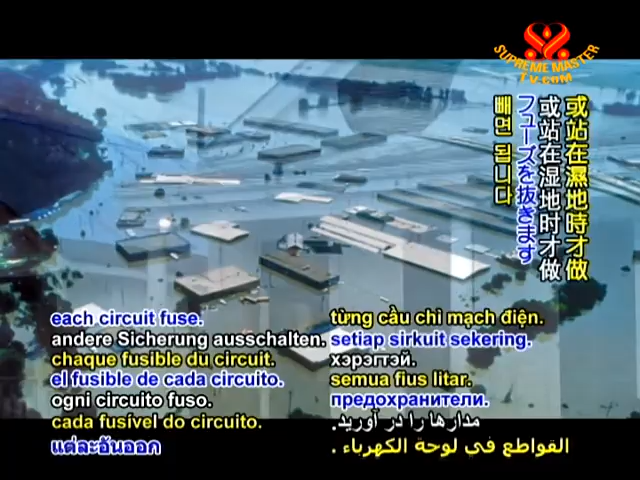 SUPREME MASTER
TV.COM
或站在濕地時才做
或站在湿地时才做
フューズを抜きます
빼면 됩니다
each circuit fuse.
andere Sicherung ausschalten.
chaque fusible du circuit.
el fusible de cada circuito.
ogni circuito fuso.
cada fusível do circuito.
แต่ละอันออก
từng cầu chì mạch điện.
setiap sirkuit sekering.
хэрэгтэй.
semua fius litar.
предохранители.
مدارها را در آورید.
القواطع في لوحة الكهرباء .